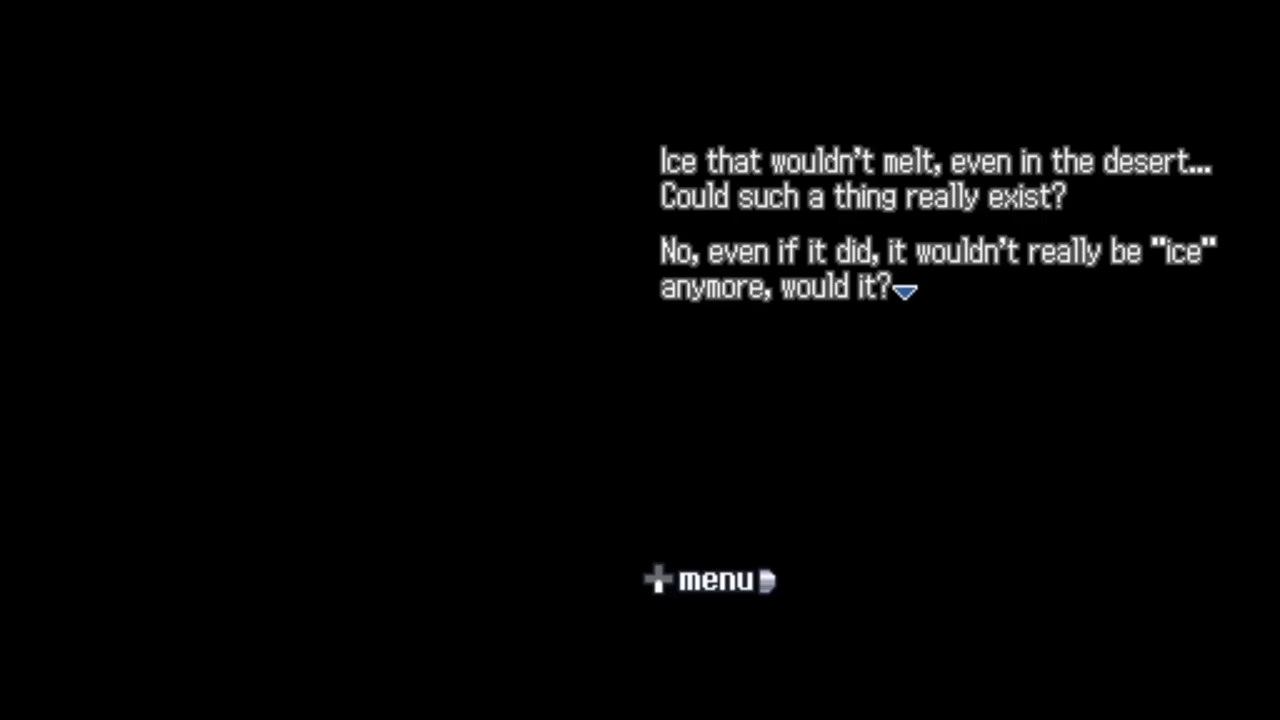 Ice that wouldn't melt, even in the desert...
Could such a thing really exist?
No, even if it did, it wouldn't really be "ice"
anymore, would it?
menu